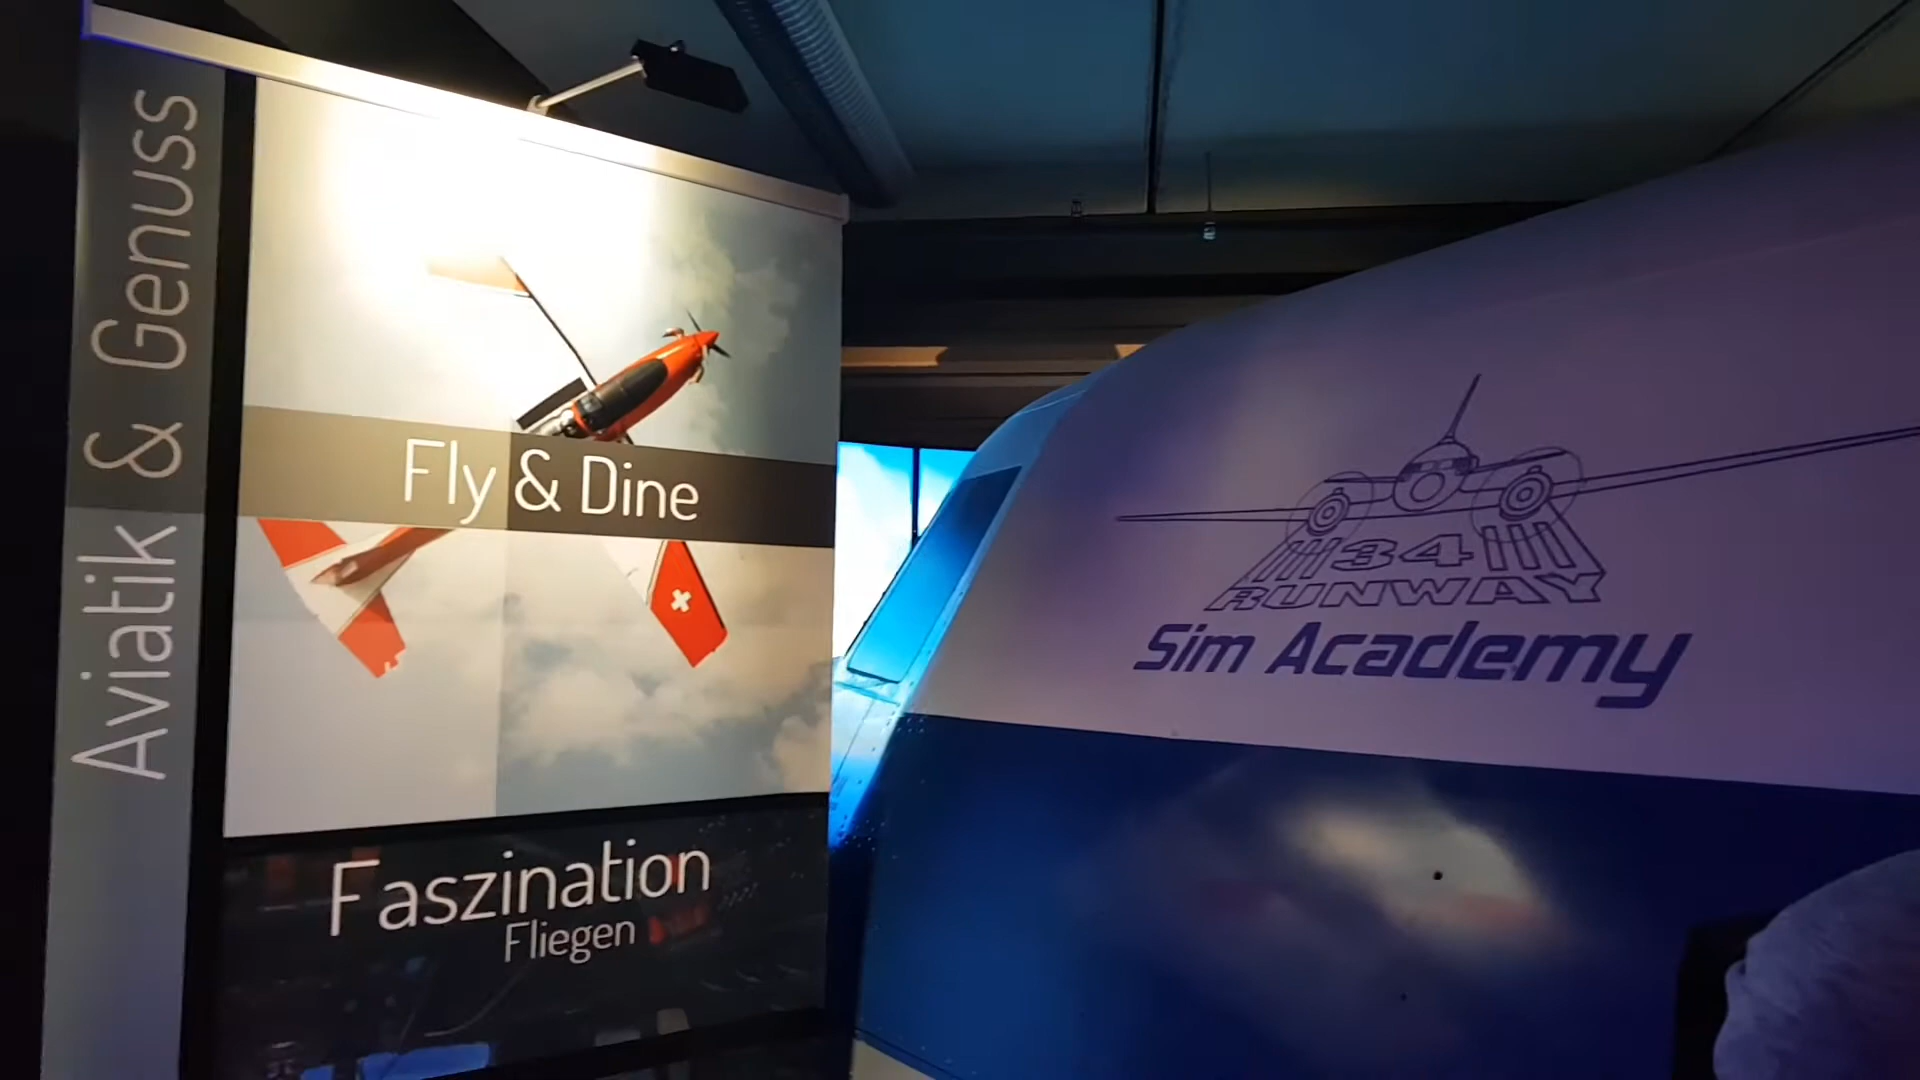 Aviatik & Genuss
Fly & Dine
Faszination
Fliegen
34
RUNWAY
Sim Academy